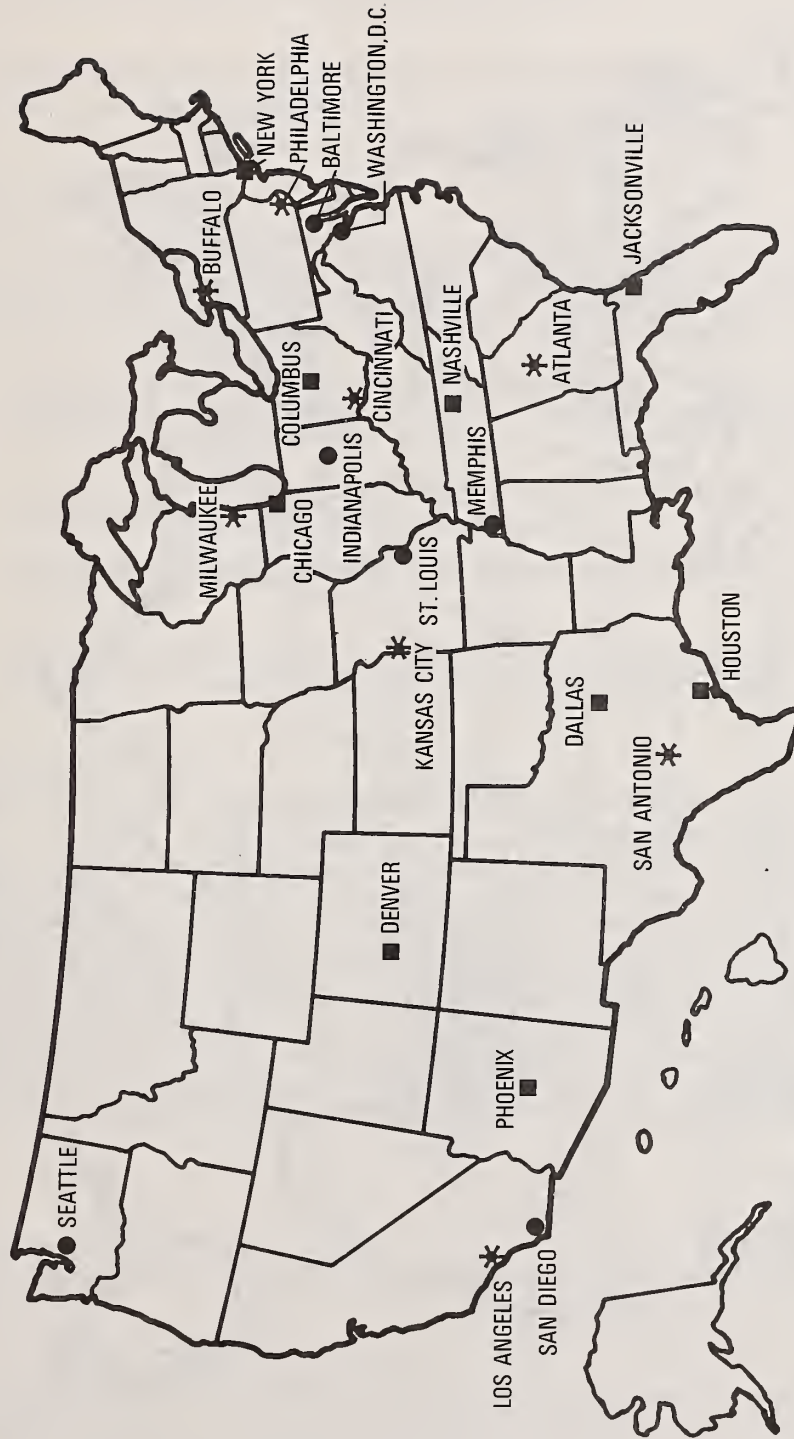 SEATTLE
LOS ANGELES
SAN DIEGO
PHOENIX
DENVER
KANSAS CITY
DALLAS
SAN ANTONIO
HOUSTON
MILWAUKEE
CHICAGO
INDIANAPOLIS
ST. LOUIS
MEMPHIS
COLUMBUS
CINCINNATI
NASHVILLE
ATLANTA
JACKSONVILLE
BUFFALO
NEW YORK
PHILADELPHIA
BALTIMORE
WASHINGTON, D.C.